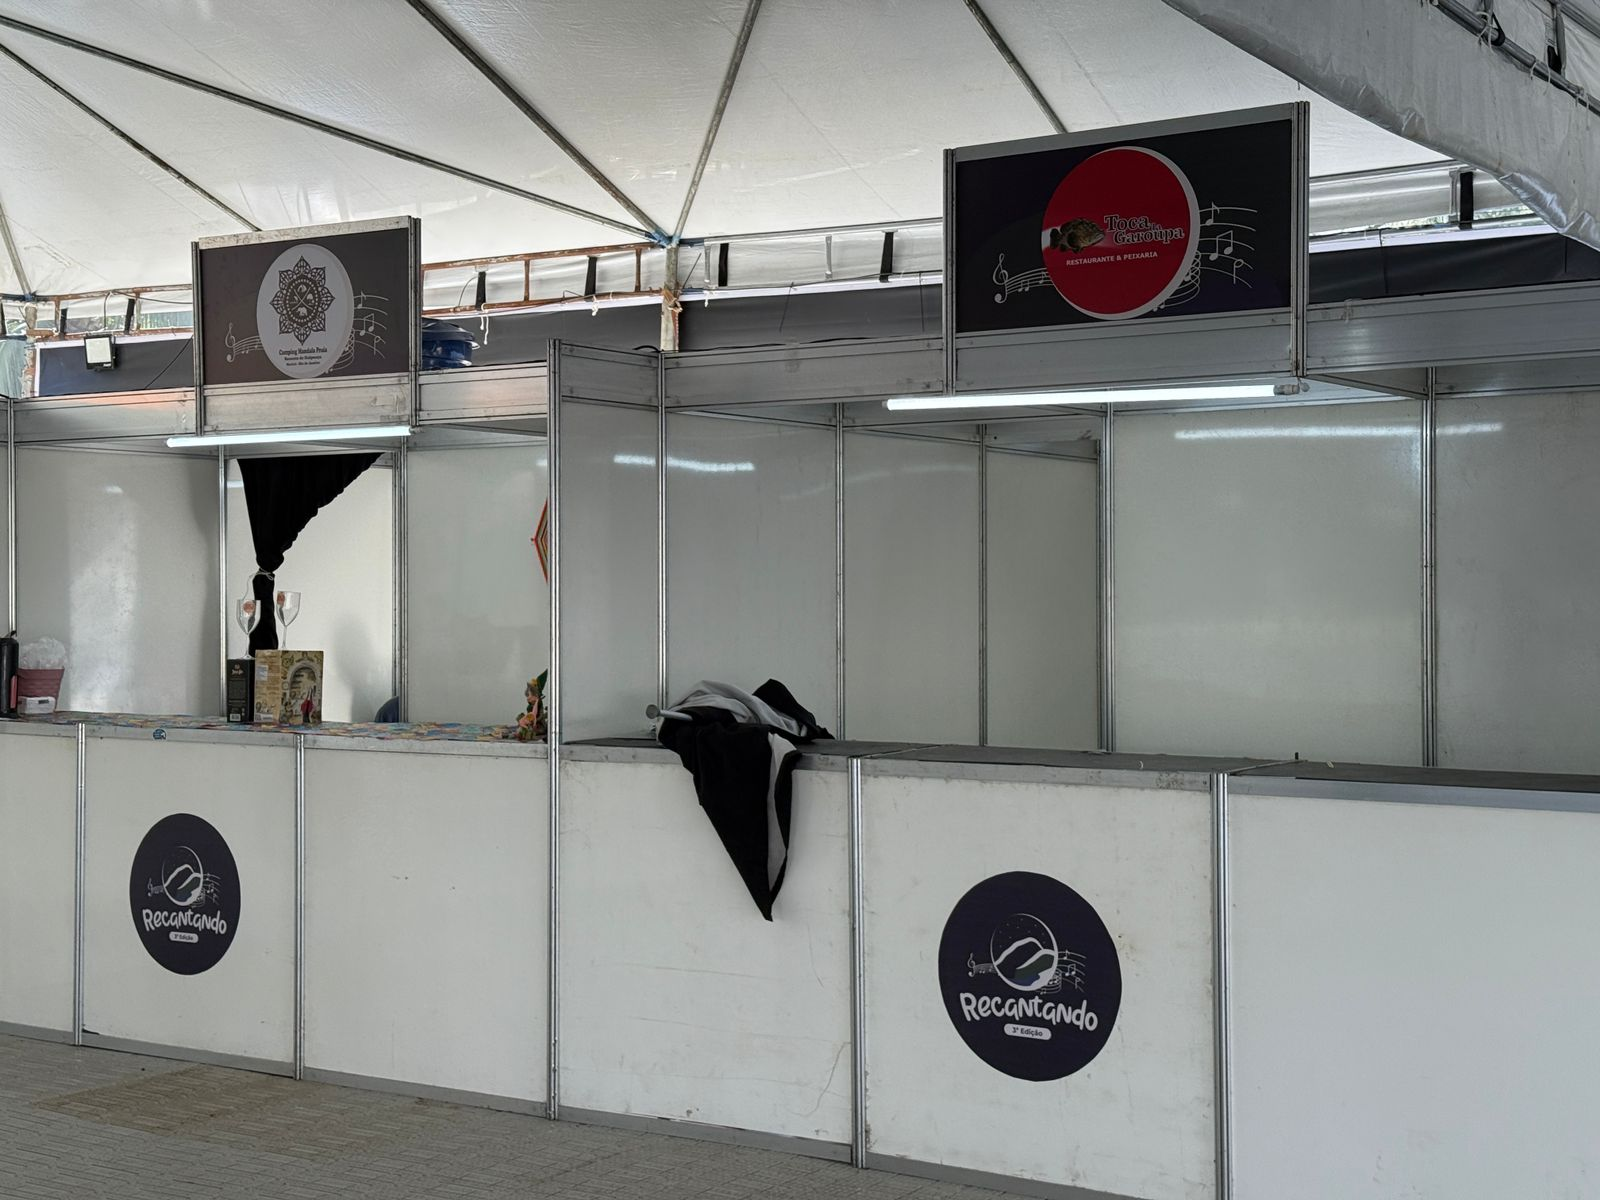 Camping Mandala Praia
Toca da
Garoupa
RESTAURANTE & PEIXARIA
Recantando
3ª Edição
Recantando
3ª Edição